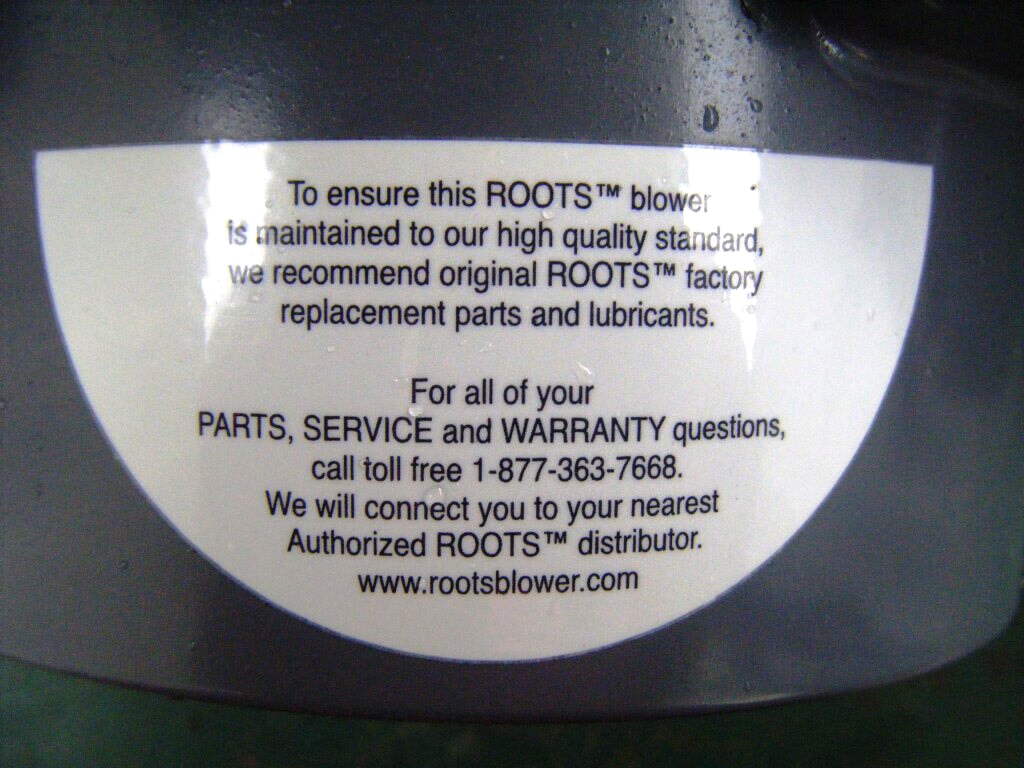 To ensure this ROOTS™ blower
is maintained to our high quality standard,
we recommend original ROOTS™ factory
replacement parts and lubricants.
For all of your
PARTS, SERVICE and WARRANTY questions,
call toll free 1-877-363-7668.
We will connect you to your nearest
Authorized ROOTS™ distributor.
www.rootsblower.com